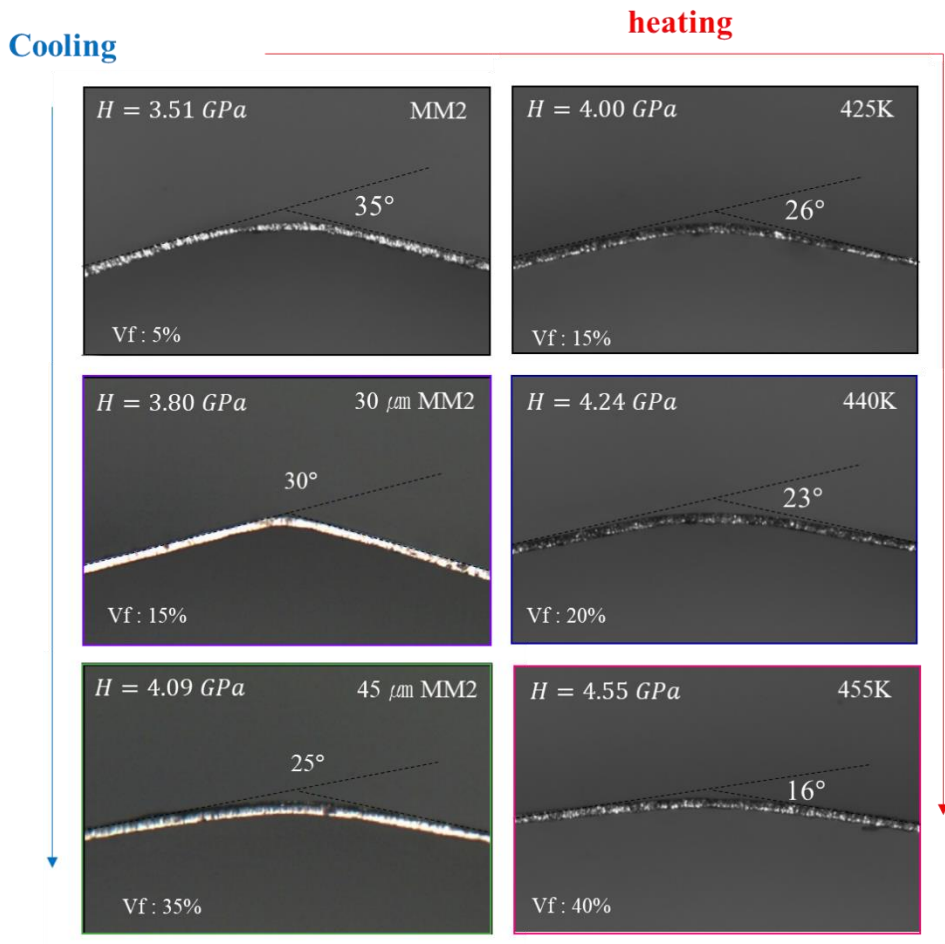 heating
Cooling
H = 3.51 GPa MM2
35°
Vf : 5%
H = 4.00 GPa 425K
26°
Vf : 15%
H = 3.80 GPa 30 μm MM2
30°
Vf : 15%
H = 4.24 GPa 440K
23°
Vf : 20%
H = 4.09 GPa 45 μm MM2
25°
Vf : 35%
H = 4.55 GPa 455K
16°
Vf : 40%